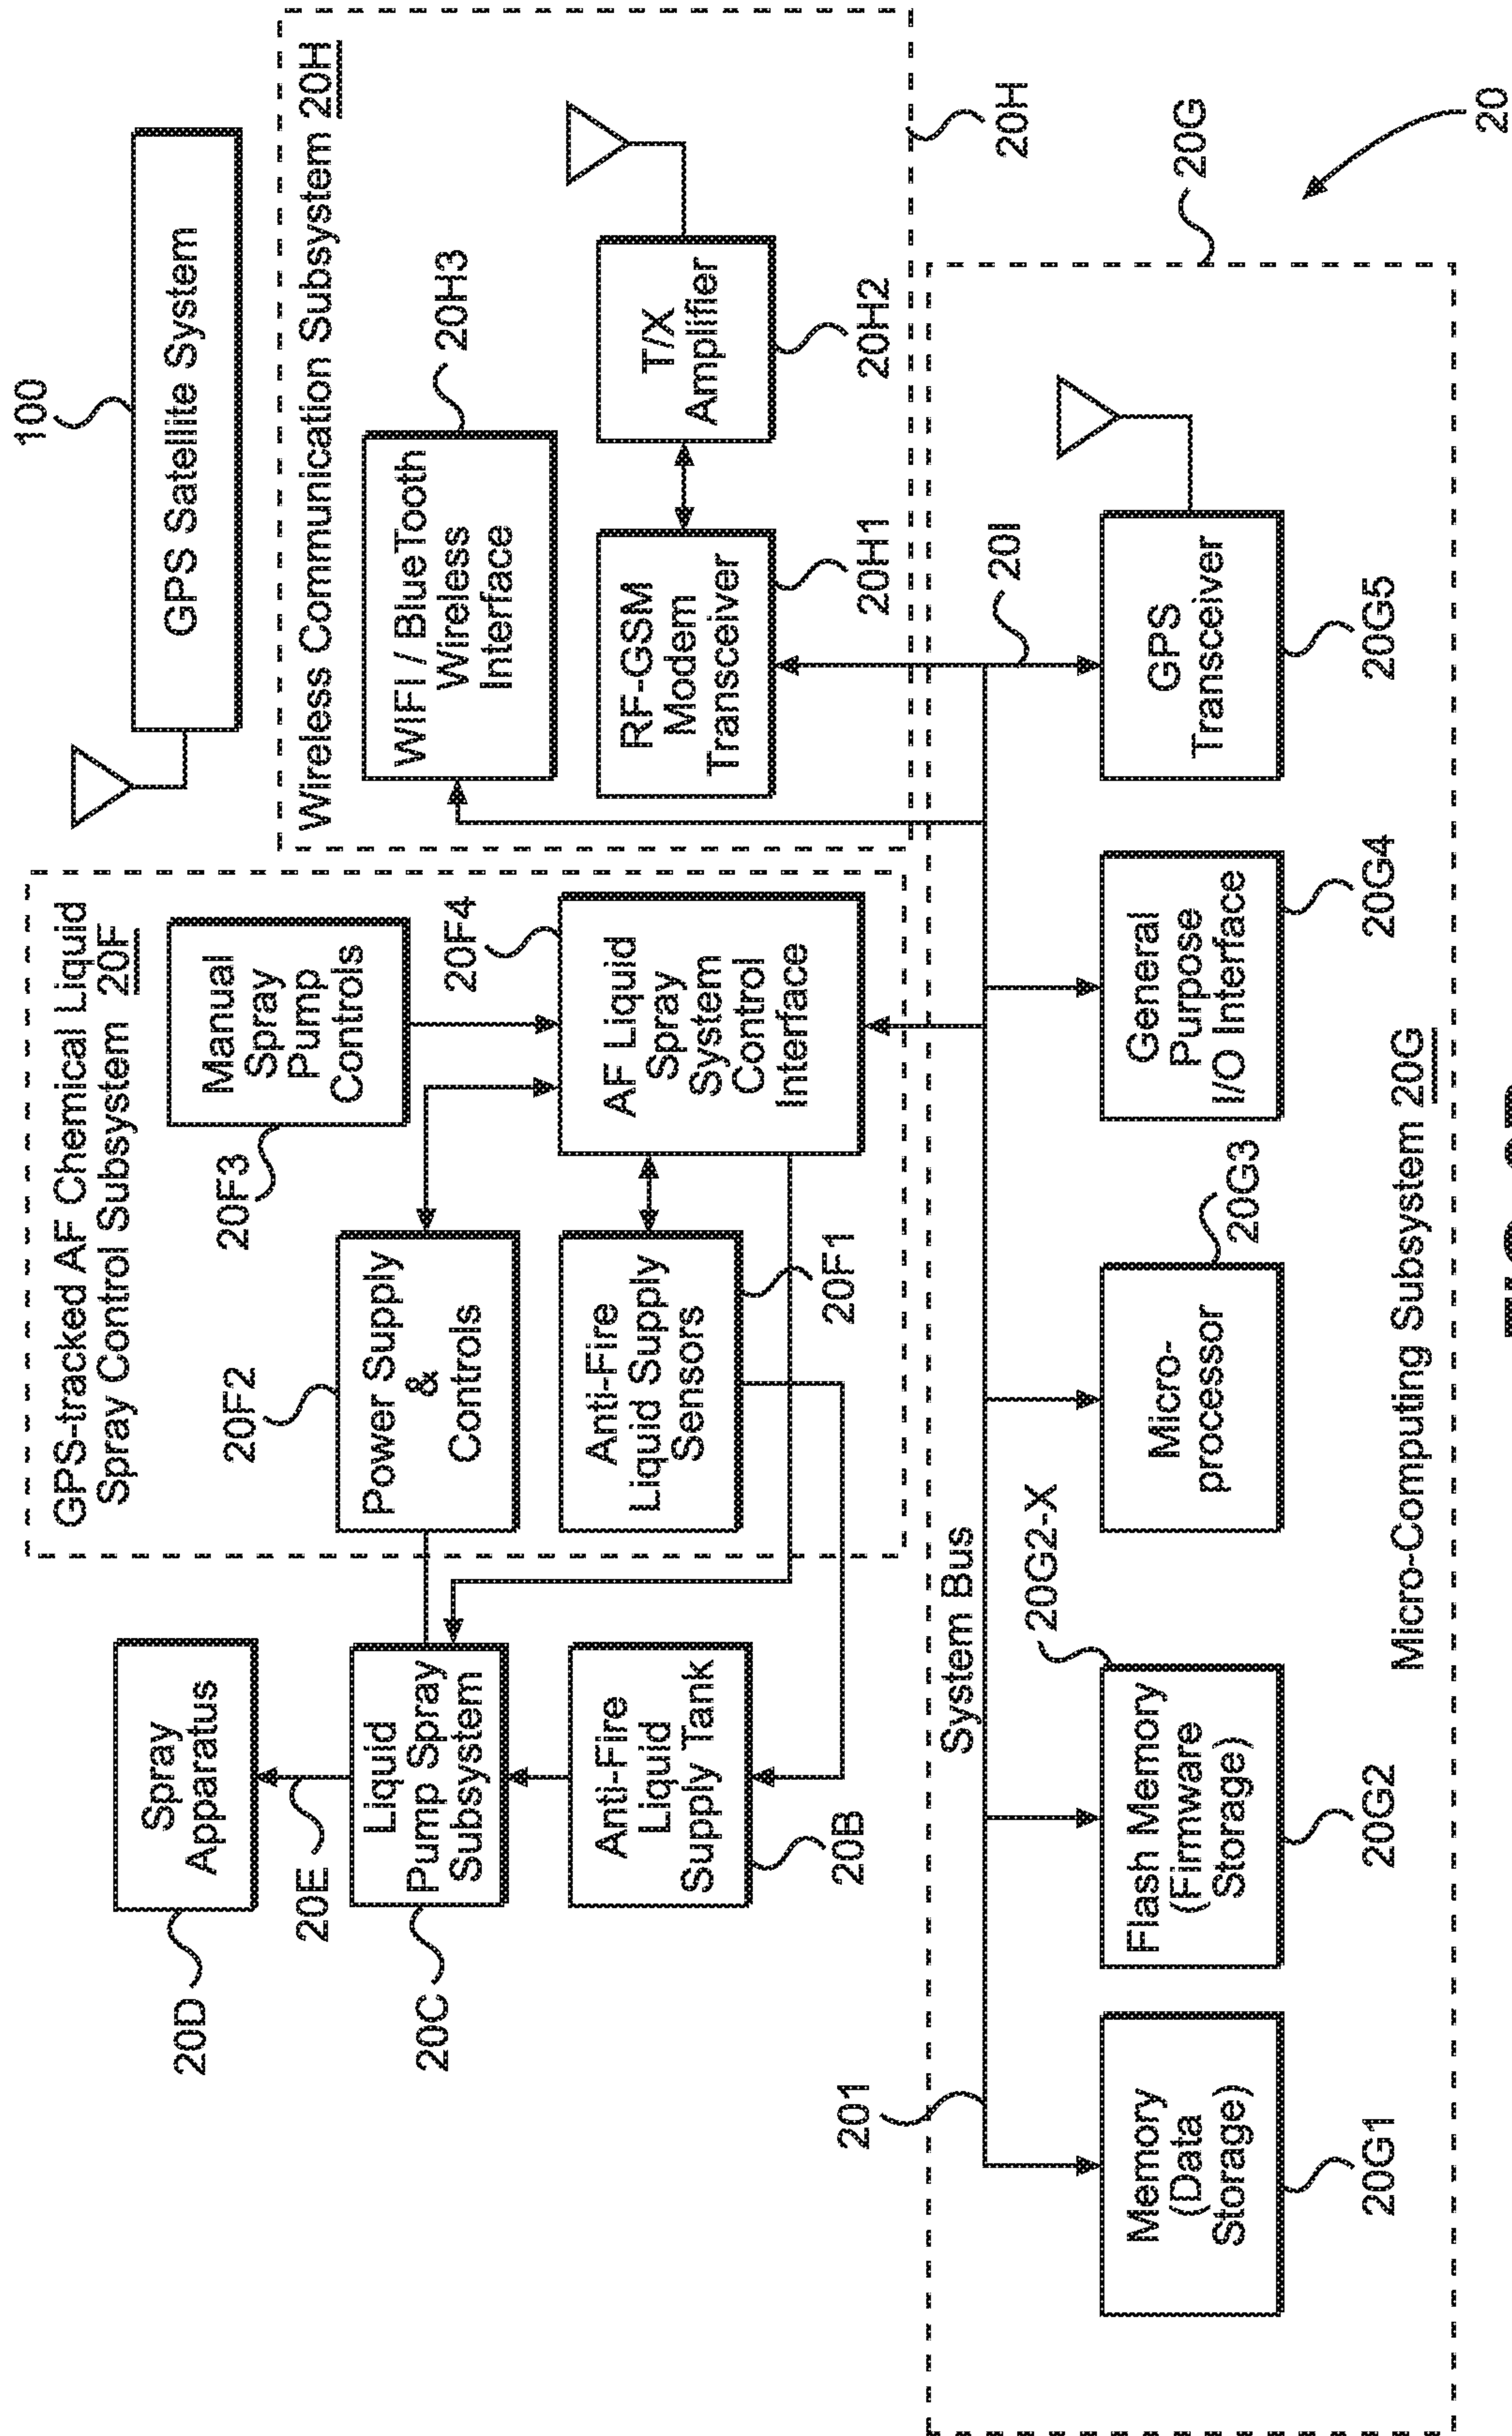 100
GPS Satellite System
GPS-tracked AF Chemical Liquid
Spray Control Subsystem 20F
Wireless Communication Subsystem 20H
20D
Spray
Apparatus
20E
20C
Liquid
Pump Spray
Subsystem
Anti-Fire
Liquid
Supply Tank
20B
20F2
Power Supply
&
Controls
20F3
Manual
Spray
Pump
Controls
Anti-Fire
Liquid Supply
Sensors
20F1
20F4
AF Liquid
Spray
System
Control
Interface
WIFI / BlueTooth
Wireless
Interface
20H3
RF-GSM
Modem
Transceiver
20H1
T/X
Amplifier
20H2
20H
201
System Bus
20I
20G
Memory
(Data
Storage)
20G1
20G2-X
Flash Memory
(Firmware
Storage)
20G2
Micro-
processor
20G3
General
Purpose
I/O Interface
20G4
GPS
Transceiver
20G5
Micro-Computing Subsystem 20G
20